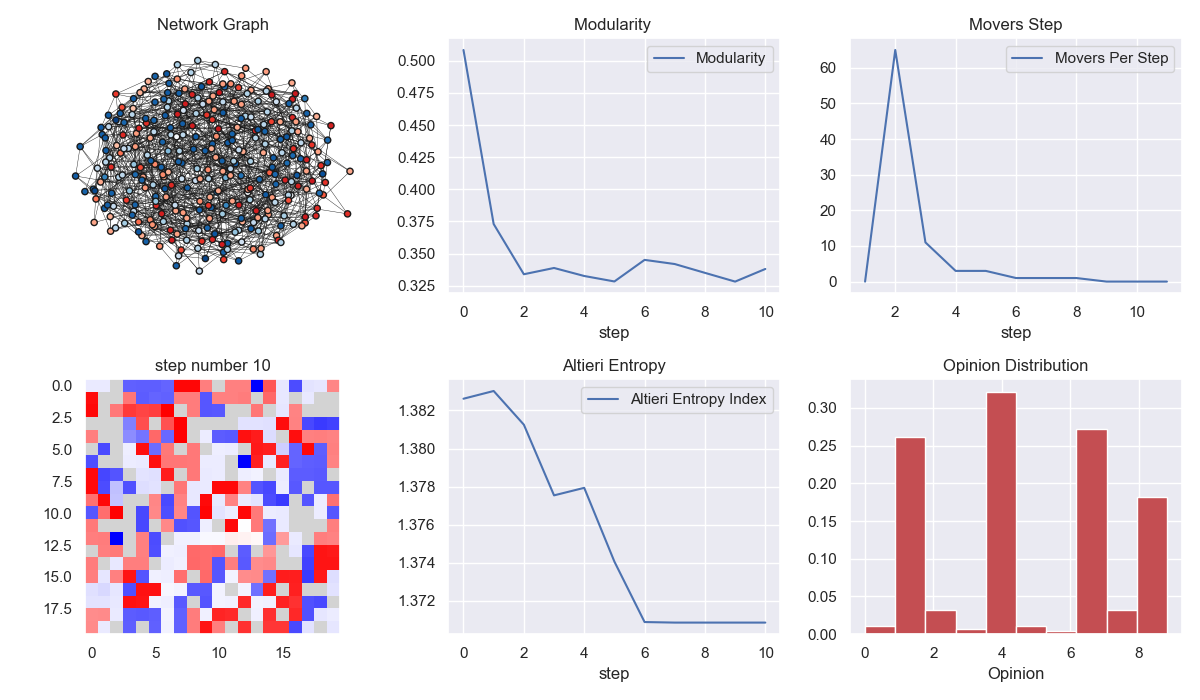 Network Graph
Modularity
Modularity
0.500
0.475
0.450
0.425
0.400
0.375
0.350
0.325
0 2 4 6 8 10
step
Movers Step
Movers Per Step
60
50
40
30
20
10
0
2 4 6 8 10
step
step number 10
0.0
2.5
5.0
7.5
10.0
12.5
15.0
17.5
0 5 10 15
Altieri Entropy
Altieri Entropy Index
1.382
1.380
1.378
1.376
1.374
1.372
0 2 4 6 8 10
step
Opinion Distribution
0.30
0.25
0.20
0.15
0.10
0.05
0.00
0 2 4 6 8
Opinion